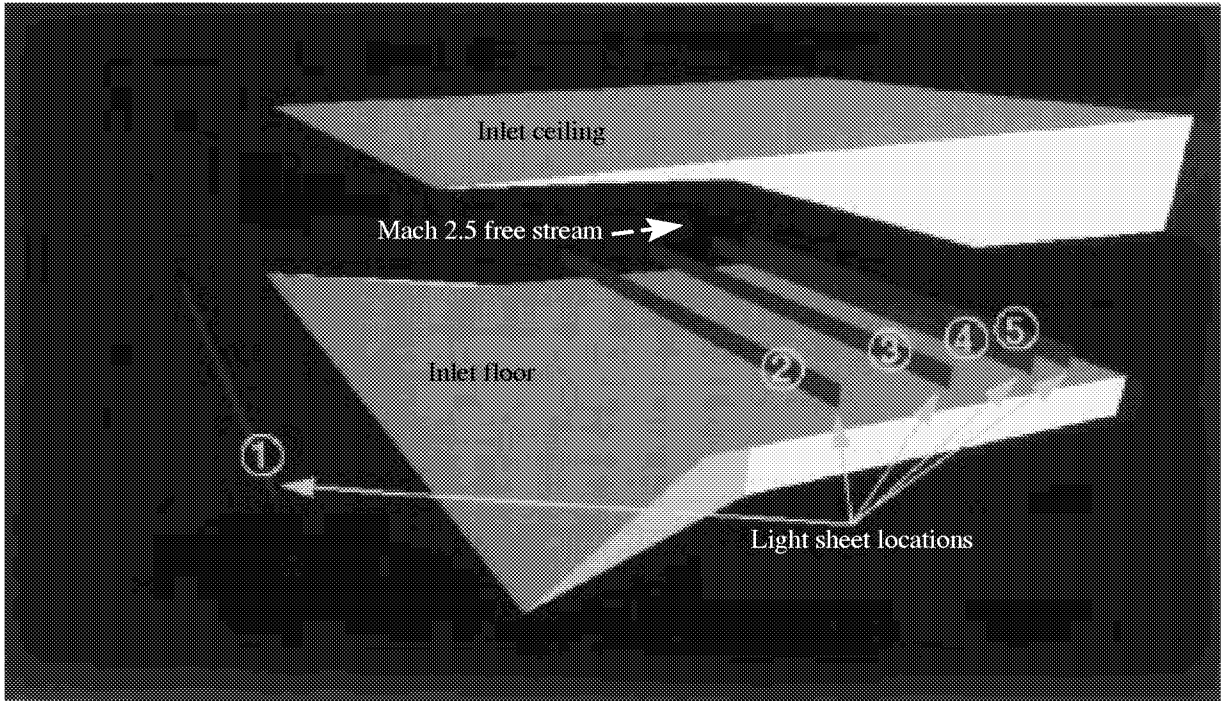 Inlet ceiling
Mach 2.5 free stream
④ ⑤
③
②
Inlet floor
①
Light sheet locations